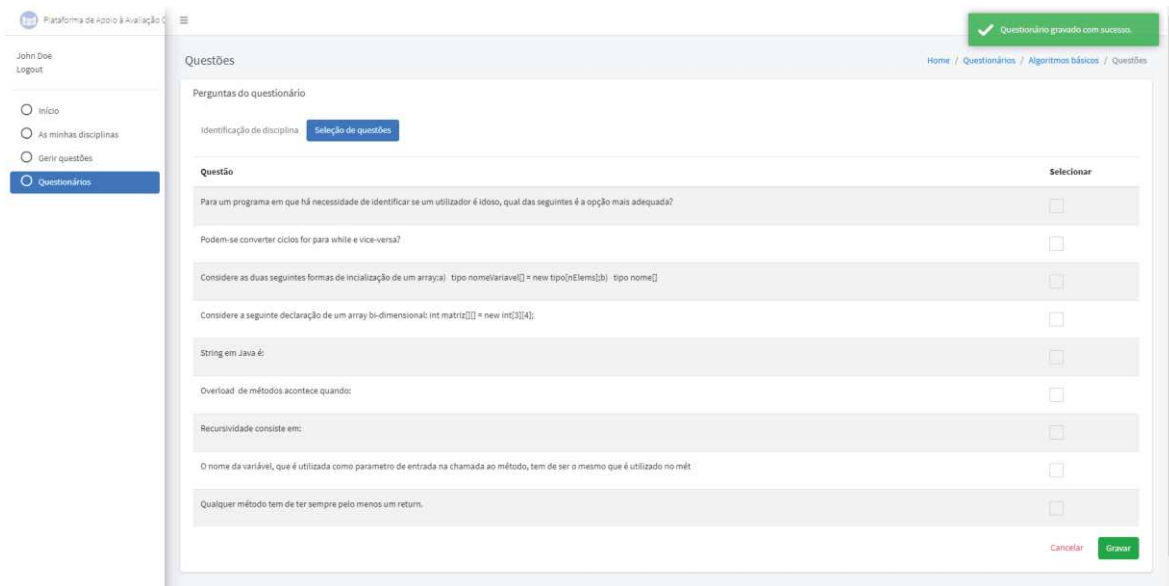 Plataforma de Apoio à Avaliação C
Questionário gravado com sucesso.
John Doe
Logout
Início
As minhas disciplinas
Gerir questões
Questionários
Questões
Home / Questionários / Algoritmos básicos / Questões
Perguntas do questionário
Identificação de disciplina Seleção de questões
Questão Selecionar
Para um programa em que há necessidade de identificar se um utilizador é idoso, qual das seguintes é a opção mais adequada?
Podem-se converter ciclos for para while e vice-versa?
Considere as duas seguintes formas de incialização de um array:a) tipo nomeVariavel[] = new tipo[nElems];b) tipo nome[]
Considere a seguinte declaração de um array bi-dimensional: int matriz[][] = new int[3][4];
String em Java é:
Overload de métodos acontece quando:
Recursividade consiste em:
O nome da variável, que é utilizada como parametro de entrada na chamada ao método, tem de ser o mesmo que é utilizado no mét
Qualquer método tem de ter sempre pelo menos um return.
Cancelar Gravar